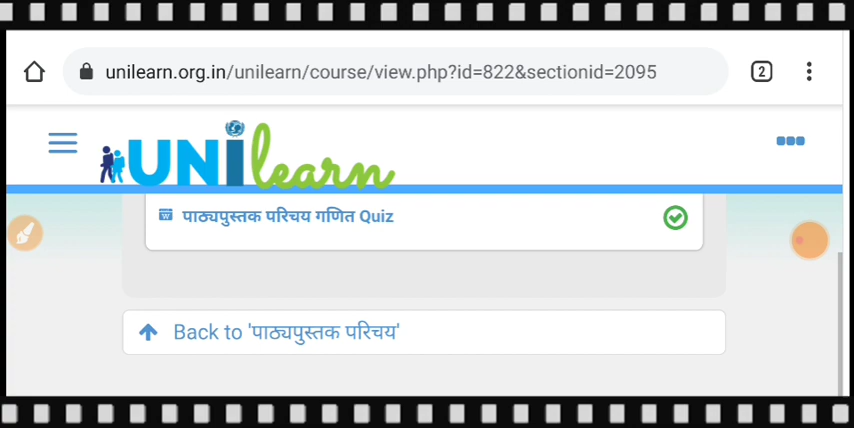 unilearn.org.in/unilearn/course/view.php?id=822&sectionid=2095
2
UNilearn
पाठ्यपुस्तक परिचय गणित Quiz
Back to 'पाठ्यपुस्तक परिचय'